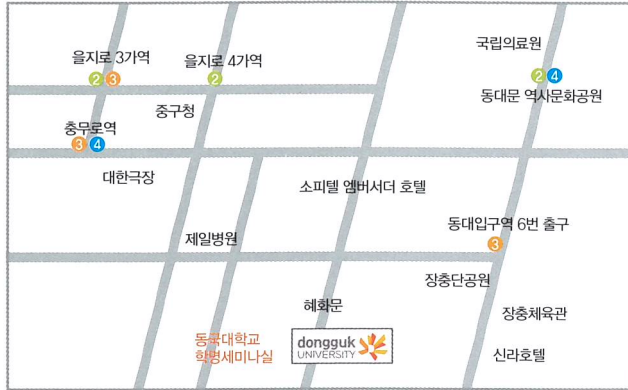 국립의료원
을지로 3가역
을지로 4가역
2 3
2
2 4
동대문 역사문화공원
중구청
충무로역
3 4
대한극장
소피텔 엠버서더 호텔
동대입구역 6번 출구
3
제일병원
장충단공원
혜화문
장충체육관
동국대학교
학명세미나실
dongguk
UNIVERSITY
신라호텔